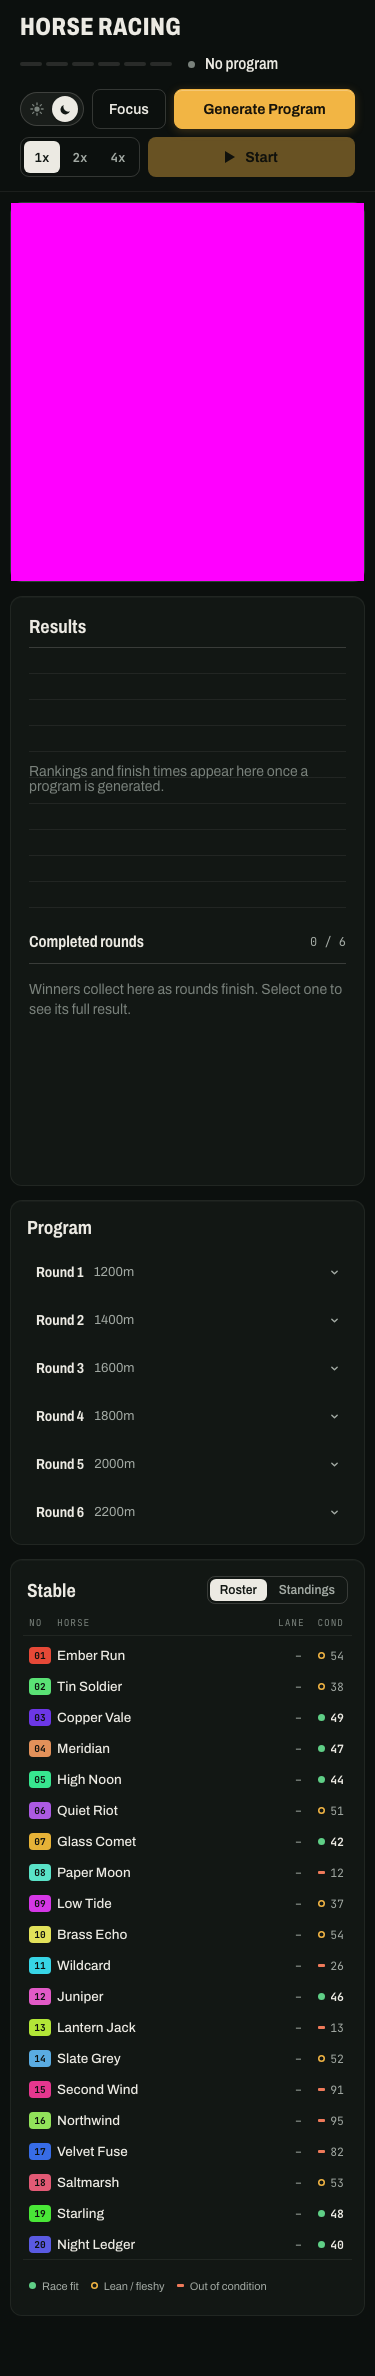 HORSE RACING
No program
Focus
Generate Program
1x 2x 4x
Start
Results
Rankings and finish times appear here once a
program is generated.
Completed rounds 0 / 6
Winners collect here as rounds finish. Select one to
see its full result.
Program
Round 1 1200m
Round 2 1400m
Round 3 1600m
Round 4 1800m
Round 5 2000m
Round 6 2200m
Stable
Roster Standings
NO HORSE LANE COND
01 Ember Run – 54
02 Tin Soldier – 38
03 Copper Vale – 49
04 Meridian – 47
05 High Noon – 44
06 Quiet Riot – 51
07 Glass Comet – 42
08 Paper Moon – 12
09 Low Tide – 37
10 Brass Echo – 54
11 Wildcard – 26
12 Juniper – 46
13 Lantern Jack – 13
14 Slate Grey – 52
15 Second Wind – 91
16 Northwind – 95
17 Velvet Fuse – 82
18 Saltmarsh – 53
19 Starling – 48
20 Night Ledger – 40
Race fit Lean / fleshy Out of condition